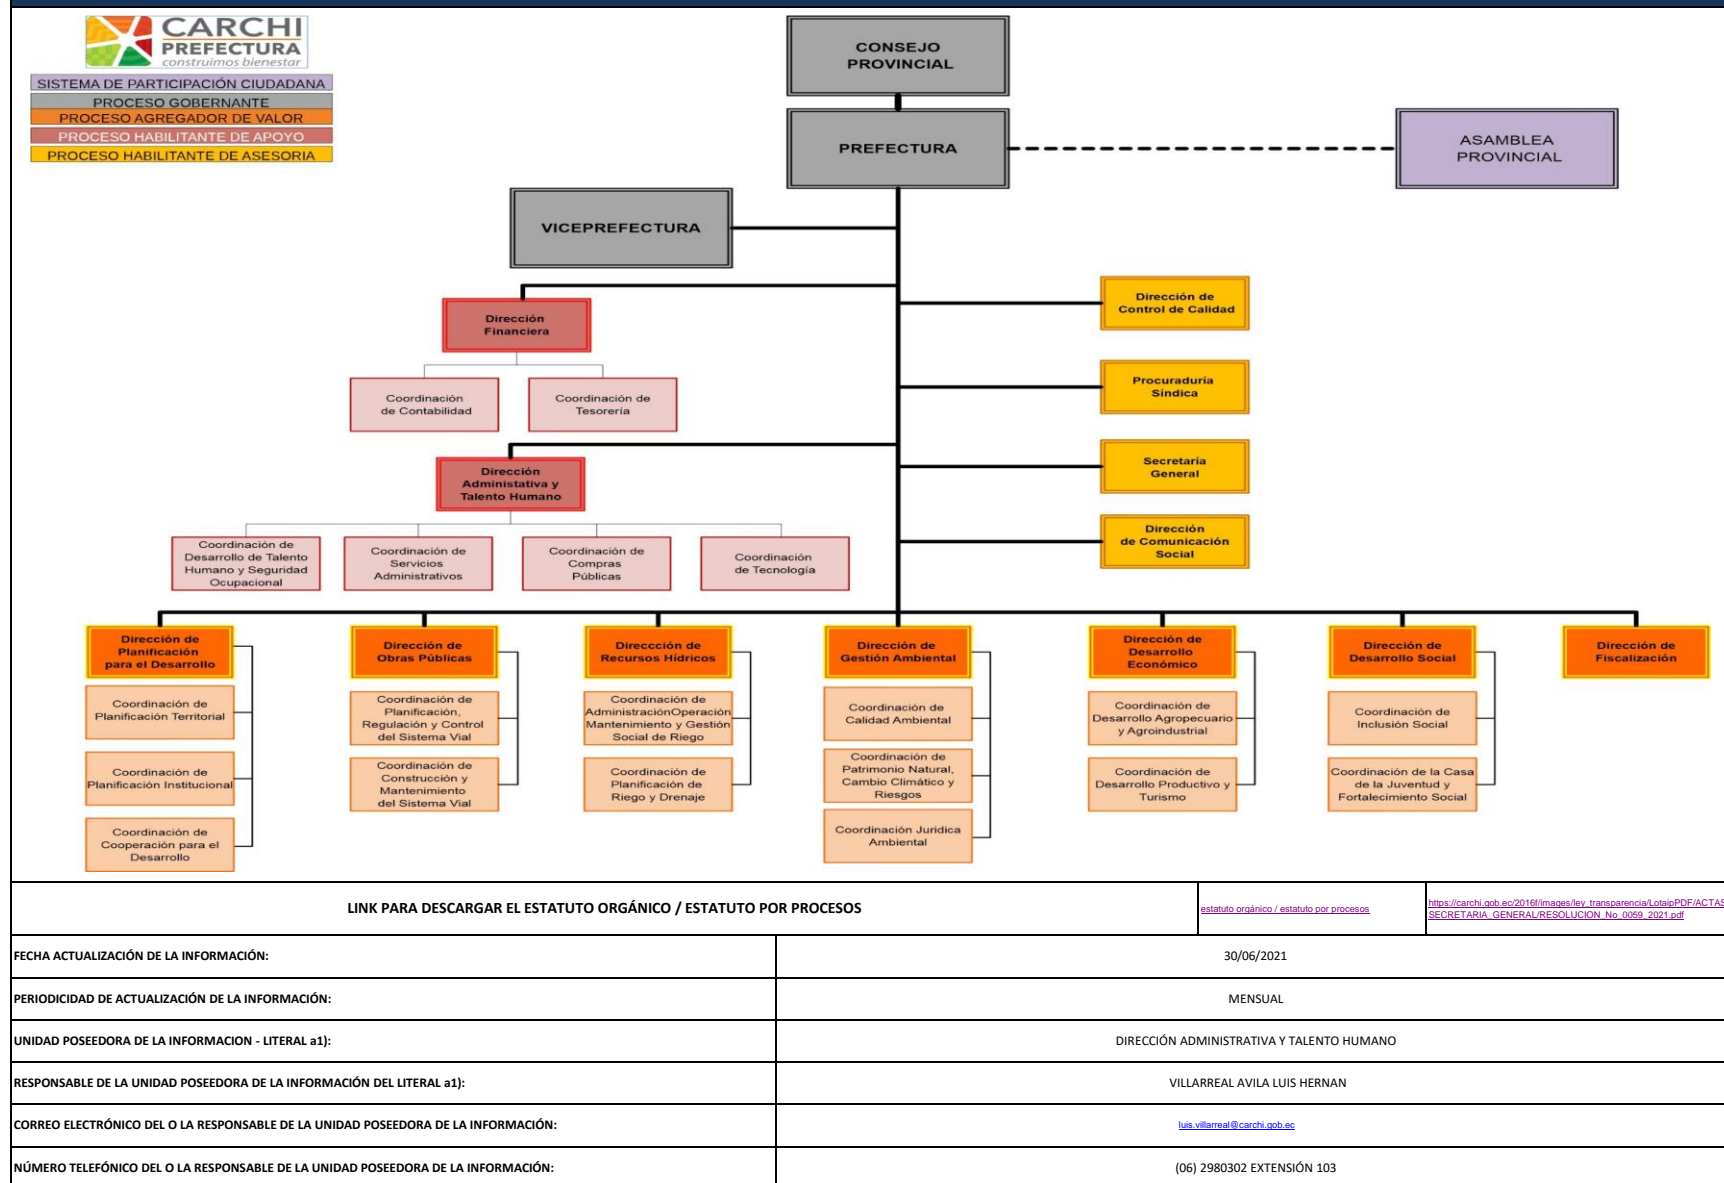 CARCHI
PREFECTURA
construimos bienestar
SISTEMA DE PARTICIPACIÓN CIUDADANA
PROCESO GOBERNANTE
PROCESO AGREGADOR DE VALOR
PROCESO HABILITANTE DE APOYO
PROCESO HABILITANTE DE ASESORIA
CONSEJO
PROVINCIAL
PREFECTURA
ASAMBLEA
PROVINCIAL
VICEPREFECTURA
Dirección
Financiera
Coordinación
de Contabilidad
Coordinación de
Tesorería
Dirección de
Control de Calidad
Procuraduría
Síndica
Secretaría
General
Dirección
de Comunicación
Social
Dirección
Administativa y
Talento Humano
Coordinación de
Desarrollo de Talento
Humano y Seguridad
Ocupacional
Coordinación de
Servicios
Administrativos
Coordinación de
Compras
Públicas
Coordinación
de Tecnología
Dirección de
Planificación
para el Desarrollo
Coordinación de
Planificación Territorial
Coordinación de
Planificación Institucional
Coordinación de
Cooperación para el
Desarrollo
Dirección de
Obras Públicas
Coordinación de
Planificación,
Regulación y Control
del Sistema Vial
Coordinación de
Construcción y
Mantenimiento
del Sistema Vial
Direccción de
Recursos Hídricos
Coordinación de
AdministraciónOperación
Mantenimiento y Gestión
Social de Riego
Coordinación de
Planificación de
Riego y Drenaje
Dirección de
Gestión Ambiental
Coordinación de
Calidad Ambiental
Coordinación de
Patrimonio Natural,
Cambio Climático y
Riesgos
Coordinación Jurídica
Ambiental
Dirección de
Desarrollo
Económico
Coordinación de
Desarrollo Agropecuario
y Agroindustrial
Coordinación de
Desarrollo Productivo y
Turismo
Dirección de
Desarrollo Social
Coordinación de
Inclusión Social
Coordinación de la Casa
de la Juventud y
Fortalecimiento Social
Dirección de
Fiscalización
LINK PARA DESCARGAR EL ESTATUTO ORGÁNICO / ESTATUTO POR PROCESOS
estatuto orgánico / estatuto por procesos
https://carchi.gob.ec/2016f/images/ley_transparencia/LotaipPDF/ACTAS
SECRETARIA_GENERAL/RESOLUCION_No_0059_2021.pdf
FECHA ACTUALIZACIÓN DE LA INFORMACIÓN:
30/06/2021
PERIODICIDAD DE ACTUALIZACIÓN DE LA INFORMACIÓN:
MENSUAL
UNIDAD POSEEDORA DE LA INFORMACION - LITERAL a1):
DIRECCIÓN ADMINISTRATIVA Y TALENTO HUMANO
RESPONSABLE DE LA UNIDAD POSEEDORA DE LA INFORMACIÓN DEL LITERAL a1):
VILLARREAL AVILA LUIS HERNAN
CORREO ELECTRÓNICO DEL O LA RESPONSABLE DE LA UNIDAD POSEEDORA DE LA INFORMACIÓN:
luis.villarreal@carchi.gob.ec
NÚMERO TELEFÓNICO DEL O LA RESPONSABLE DE LA UNIDAD POSEEDORA DE LA INFORMACIÓN:
(06) 2980302 EXTENSIÓN 103